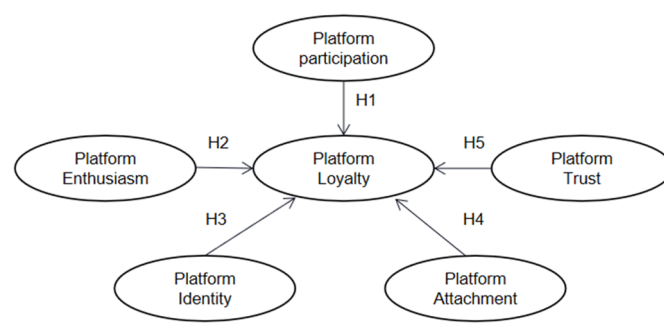 Platform
participation
H1
H2
H5
Platform
Enthusiasm
Platform
Loyalty
Platform
Trust
H3
H4
Platform
Identity
Platform
Attachment